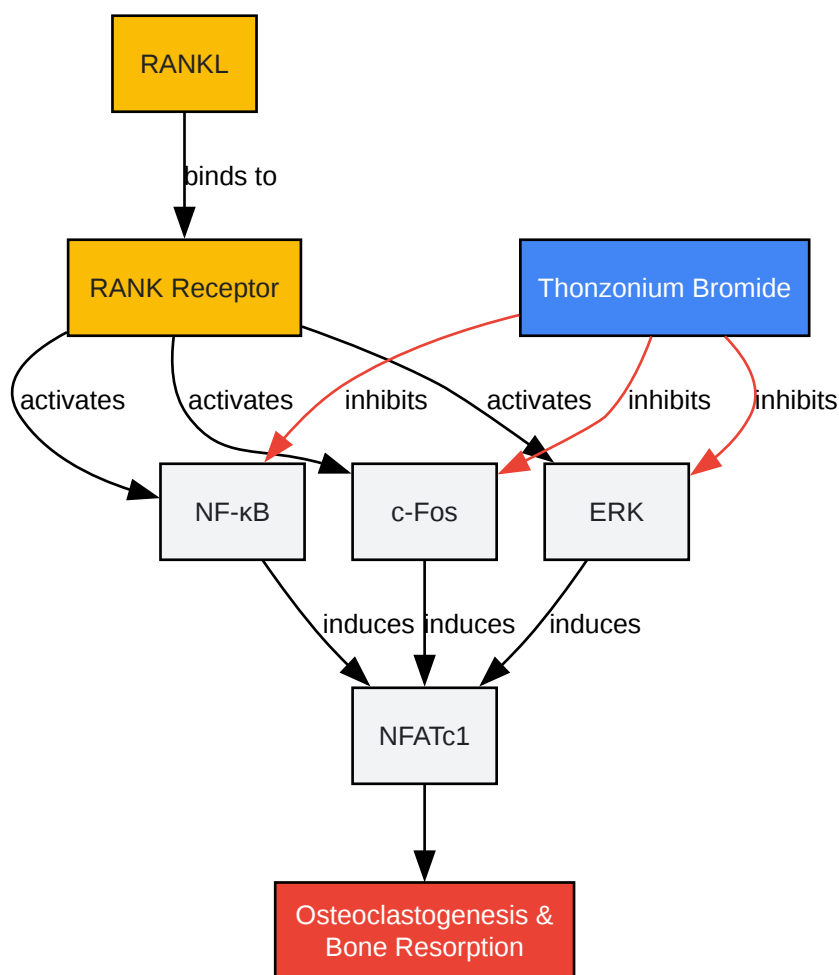 RANKL
binds to
RANK Receptor
Thonzonium Bromide
activates
activates
inhibits
activates
inhibits
inhibits
NF-κB
c-Fos
ERK
induces
induces
induces
NFATc1
Osteoclastogenesis &
Bone Resorption